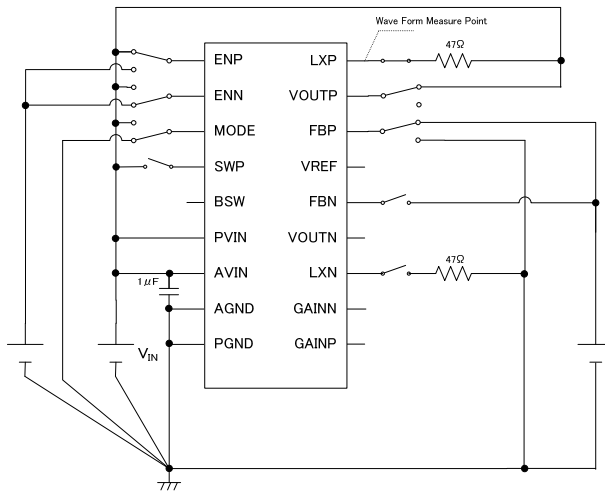 Wave Form Measure Point
47Ω
ENP LXP
ENN VOUTP
MODE FBP
SWP VREF
BSW FBN
PVIN VOUTN
47Ω
AVIN LXN
1μF
AGND GAINN
PGND GAINP
VIN